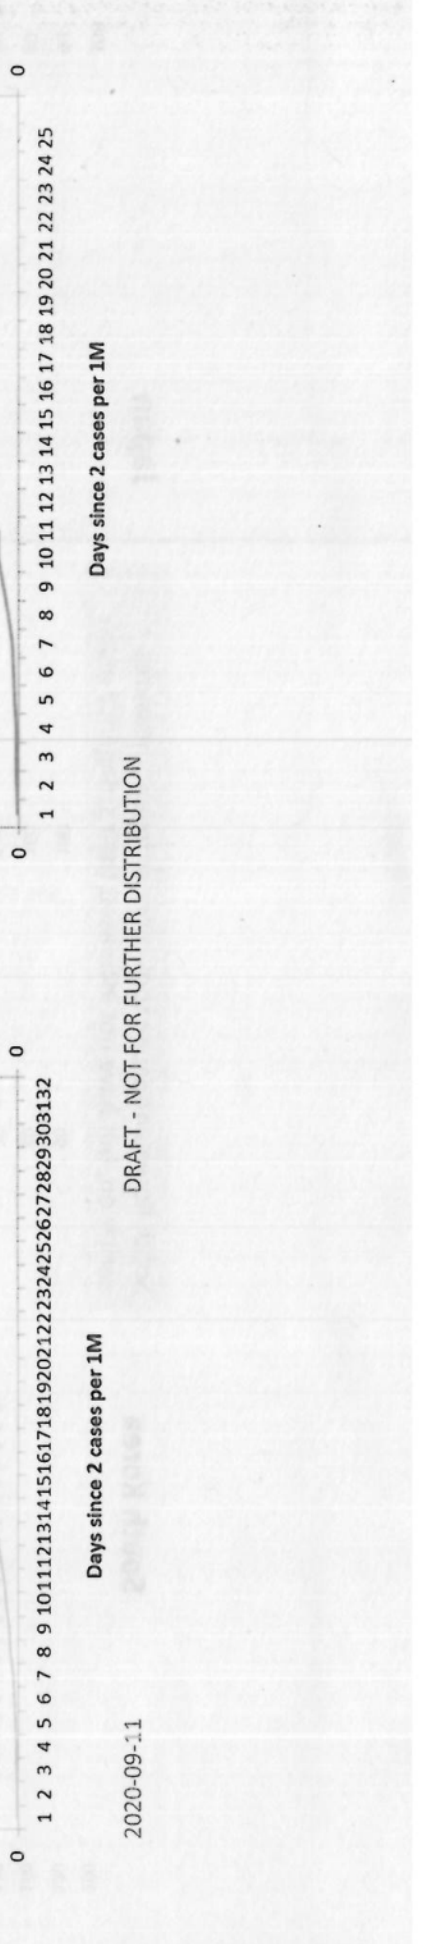 0 0 0 0
1 2 3 4 5 6 7 8 9 1011121314151617181920212223242526272829303132
1 2 3 4 5 6 7 8 9 10 11 12 13 14 15 16 17 18 19 20 21 22 23 24 25
Days since 2 cases per 1M
Days since 2 cases per 1M
2020-09-11
DRAFT - NOT FOR FURTHER DISTRIBUTION